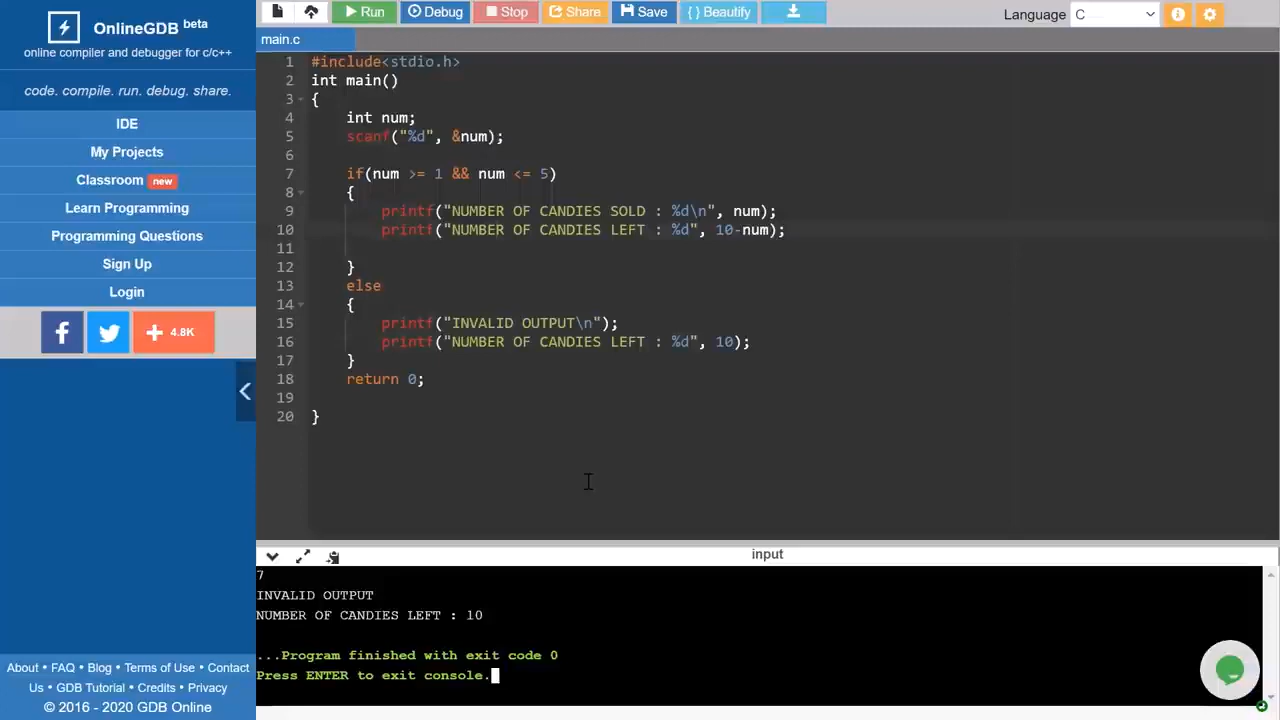 OnlineGDB beta
online compiler and debugger for c/c++
code. compile. run. debug. share.
IDE
My Projects
Classroom new
Learn Programming
Programming Questions
Sign Up
Login
f
+ 4.8K
About • FAQ • Blog • Terms of Use • Contact
Us • GDB Tutorial • Credits • Privacy
© 2016 - 2020 GDB Online
Run Debug Stop Share Save { } Beautify Language C
main.c
1 #include<stdio.h>
2 int main()
3 {
4 int num;
5 scanf("%d", &num);
6
7 if(num >= 1 && num <= 5)
8 {
9 printf("NUMBER OF CANDIES SOLD : %d\n", num);
10 printf("NUMBER OF CANDIES LEFT : %d", 10-num);
11
12 }
13 else
14 {
15 printf("INVALID OUTPUT\n");
16 printf("NUMBER OF CANDIES LEFT : %d", 10);
17 }
18 return 0;
19
20 }
input
7
INVALID OUTPUT
NUMBER OF CANDIES LEFT : 10
...Program finished with exit code 0
Press ENTER to exit console.